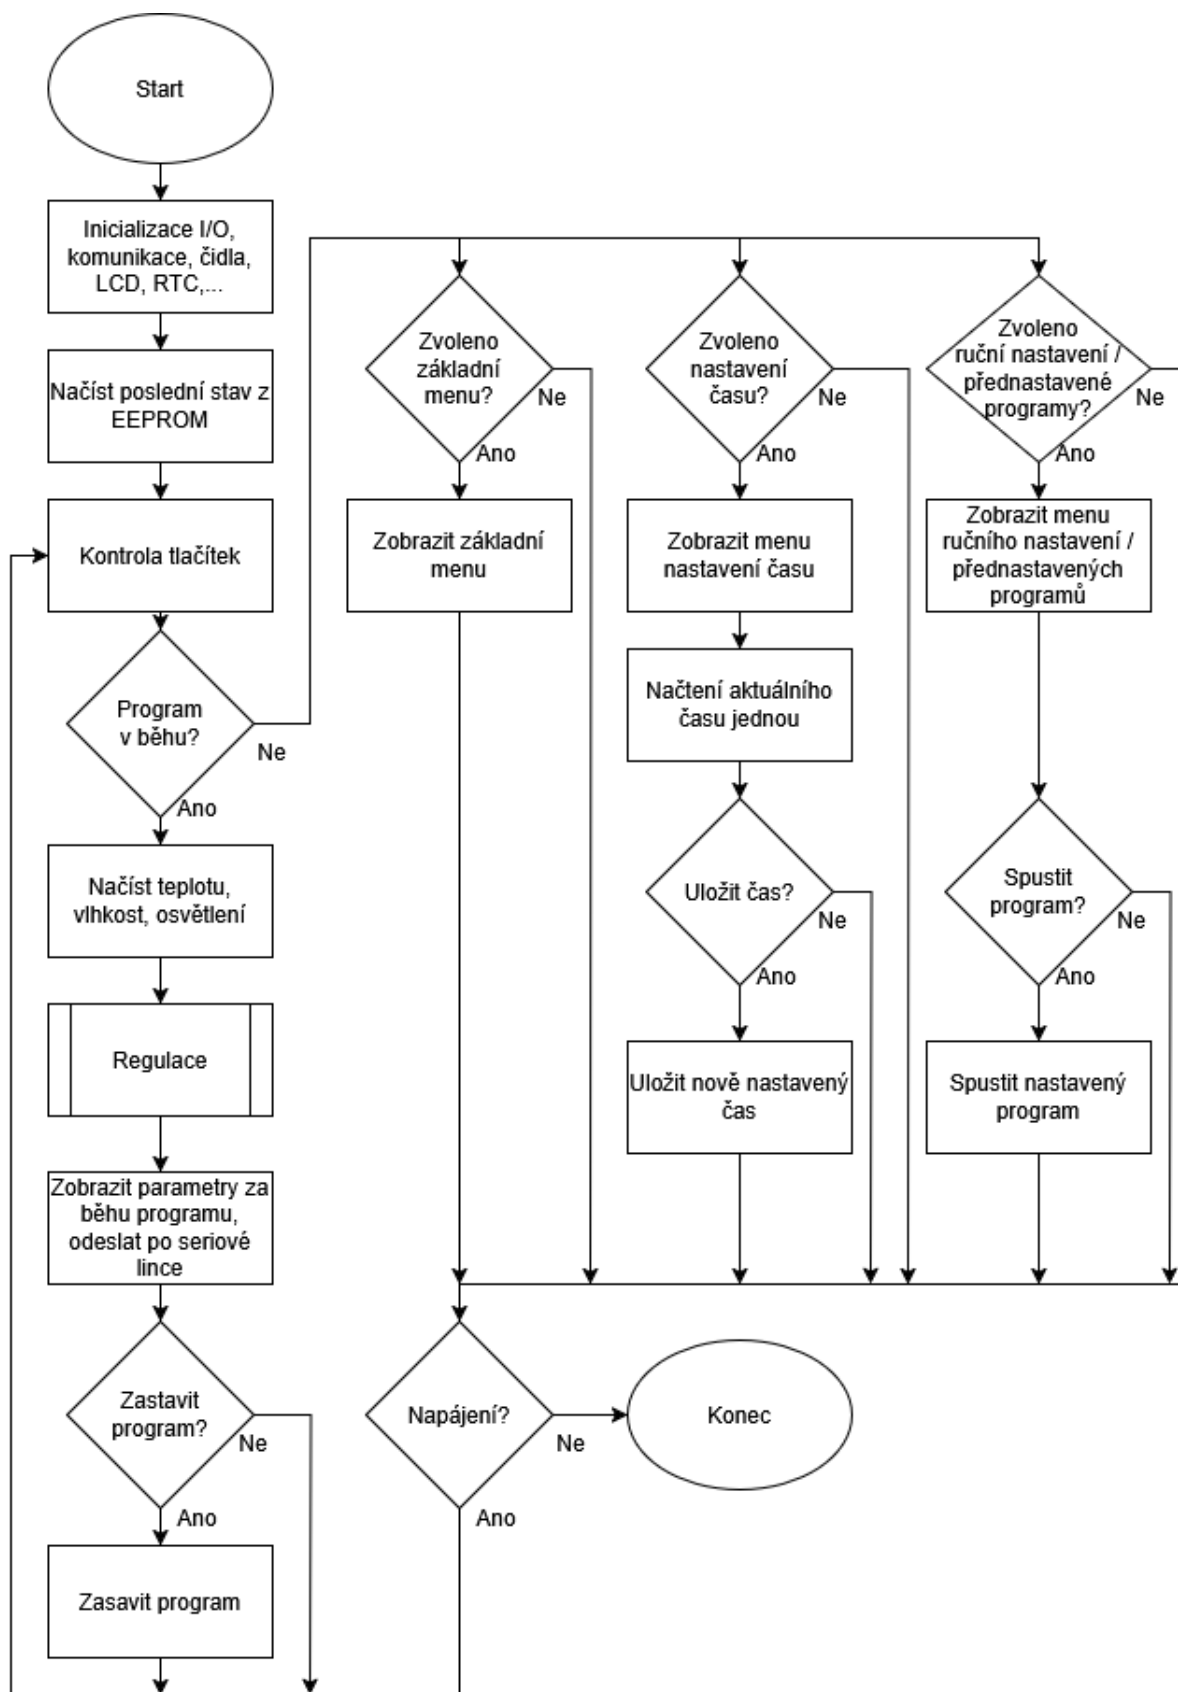 Start
Inicializace I/O,
komunikace, čidla,
LCD, RTC,...
Načíst poslední stav z
EEPROM
Kontrola tlačítek
Program
v běhu?
Ne
Ano
Načíst teplotu,
vlhkost, osvětlení
Regulace
Zobrazit parametry za
běhu programu,
odeslat po seriové
lince
Zastavit
program?
Ne
Ano
Zasavit program
Zvoleno
základní
menu?
Ne
Ano
Zobrazit základní
menu
Zvoleno
nastavení
času?
Ne
Ano
Zobrazit menu
nastavení času
Načtení aktuálního
času jednou
Uložit čas?
Ne
Ano
Uložit nově nastavený
čas
Zvoleno
ruční nastavení /
přednastavené
programy?
Ne
Ano
Zobrazit menu
ručního nastavení /
přednastavených
programů
Spustit
program?
Ne
Ano
Spustit nastavený
program
Napájení?
Ne
Ano
Konec